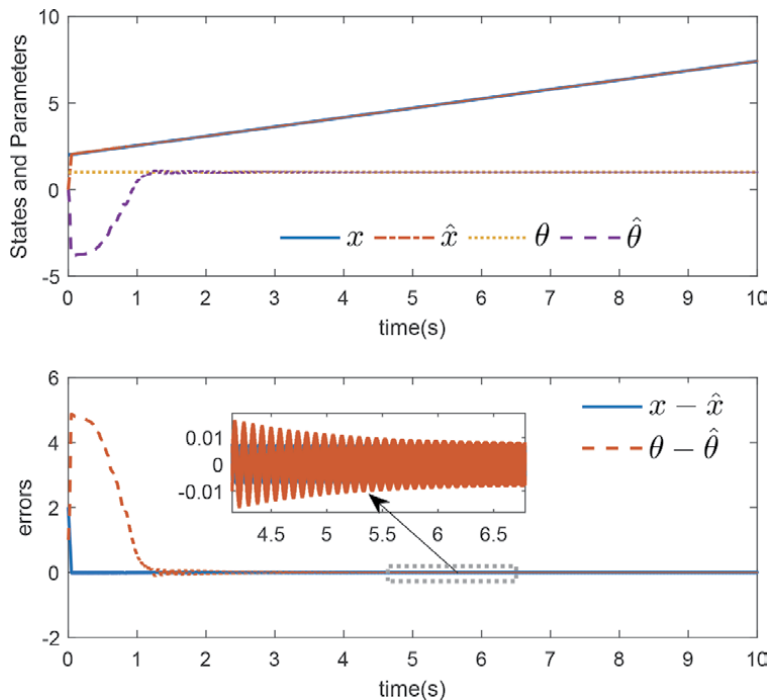 10
5
0
-5
States and Parameters
x x̂ θ θ̂
0 1 2 3 4 5 6 7 8 9 10
time(s)
6
4
2
0
-2
errors
x − x̂
θ − θ̂
0.01
0
-0.01
4.5 5 5.5 6 6.5
0 1 2 3 4 5 6 7 8 9 10
time(s)